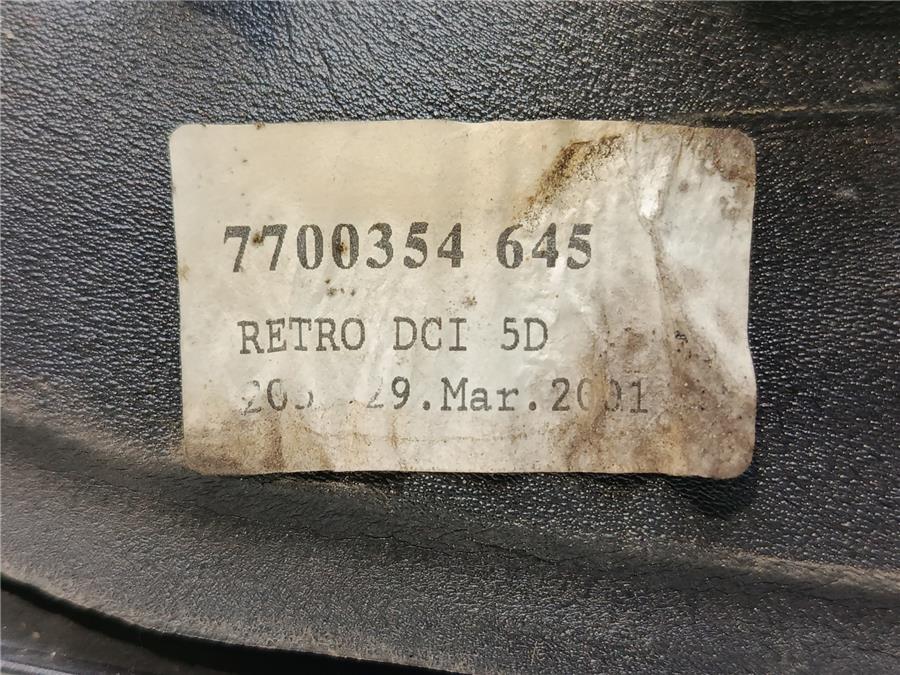 7700354 645
RETRO DCI 5D
29.Mar.2001